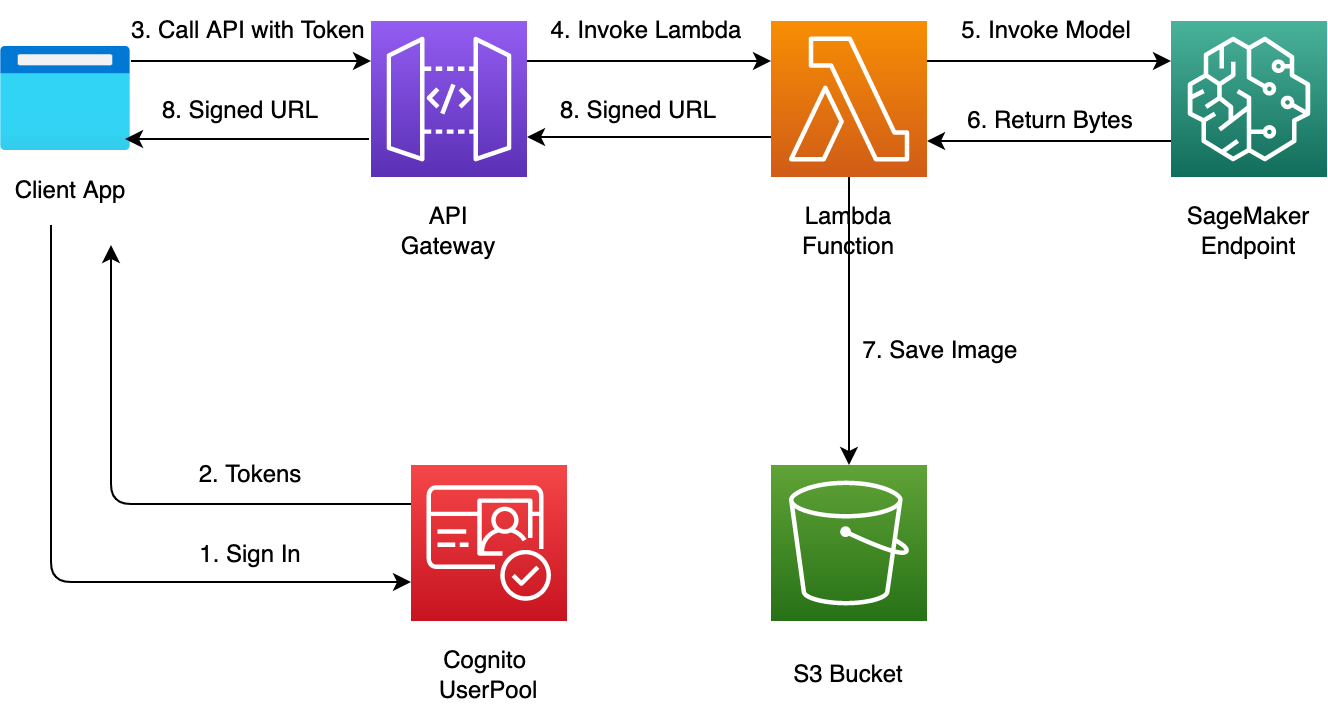 3. Call API with Token
4. Invoke Lambda
5. Invoke Model
8. Signed URL
8. Signed URL
6. Return Bytes
</>
Client App
API
Gateway
Lambda
Function
SageMaker
Endpoint
7. Save Image
2. Tokens
1. Sign In
Cognito
UserPool
S3 Bucket